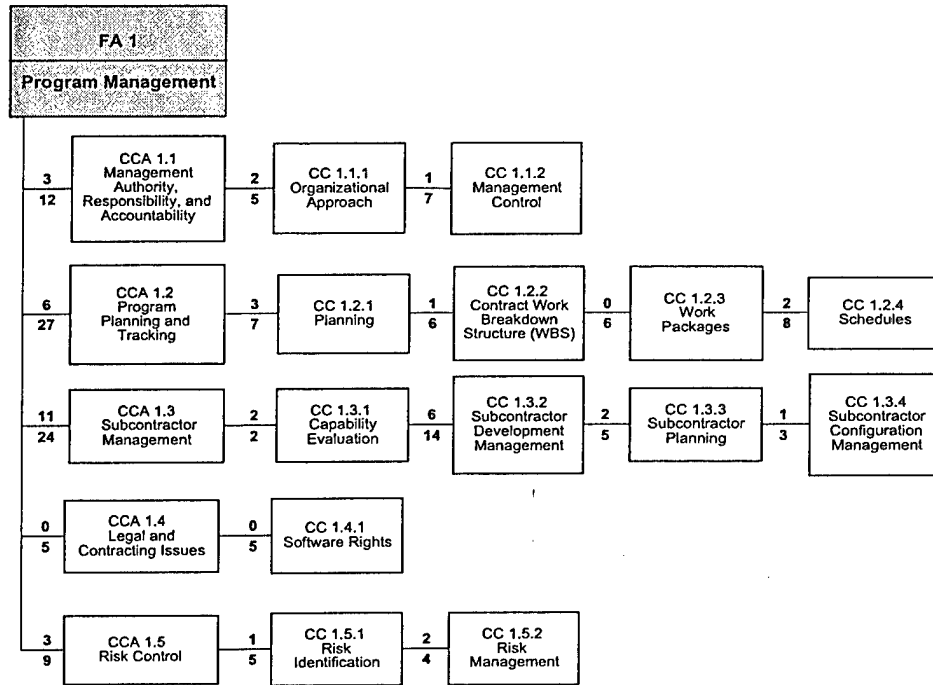 FA 1
Program Management
3
12
CCA 1.1
Management
Authority,
Responsibility, and
Accountability
2
5
CC 1.1.1
Organizational
Approach
1
7
CC 1.1.2
Management
Control
6
27
CCA 1.2
Program
Planning and
Tracking
3
7
CC 1.2.1
Planning
1
6
CC 1.2.2
Contract Work
Breakdown
Structure (WBS)
0
6
CC 1.2.3
Work
Packages
2
8
CC 1.2.4
Schedules
11
24
CCA 1.3
Subcontractor
Management
2
2
CC 1.3.1
Capability
Evaluation
6
14
CC 1.3.2
Subcontractor
Development
Management
2
5
CC 1.3.3
Subcontractor
Planning
1
3
CC 1.3.4
Subcontractor
Configuration
Management
0
5
CCA 1.4
Legal and
Contracting Issues
0
5
CC 1.4.1
Software Rights
3
9
CCA 1.5
Risk Control
1
5
CC 1.5.1
Risk
Identification
2
4
CC 1.5.2
Risk
Management